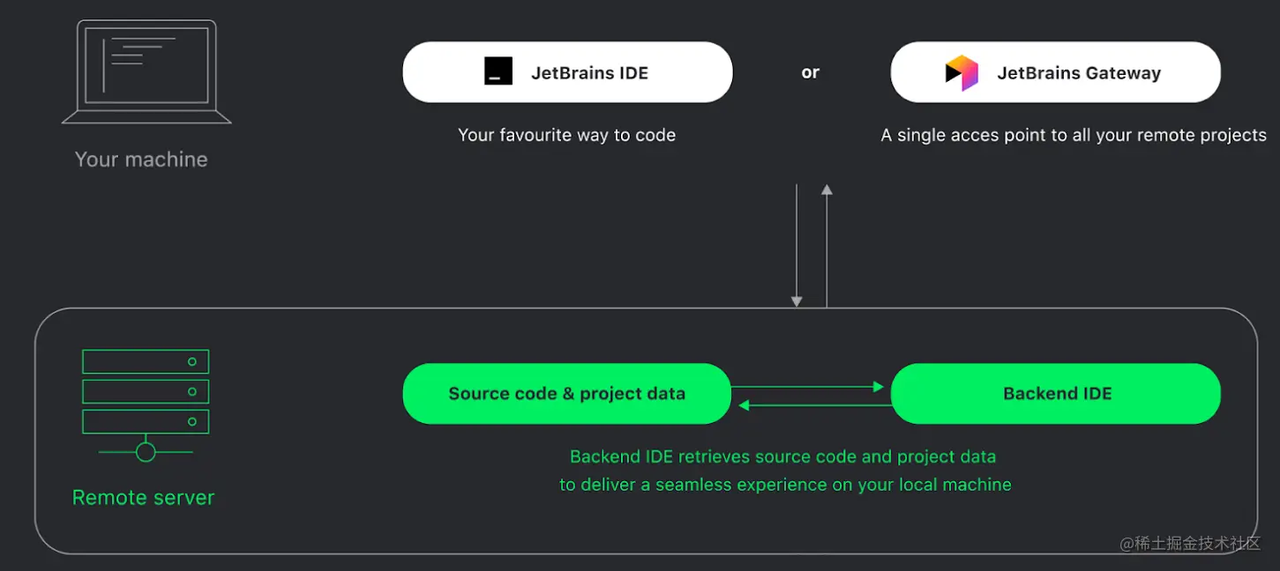 JetBrains IDE
or
JetBrains Gateway
Your favourite way to code
A single acces point to all your remote projects
Your machine
Source code & project data
Backend IDE
Backend IDE retrieves source code and project data
to deliver a seamless experience on your local machine
Remote server
@稀土掘金技术社区